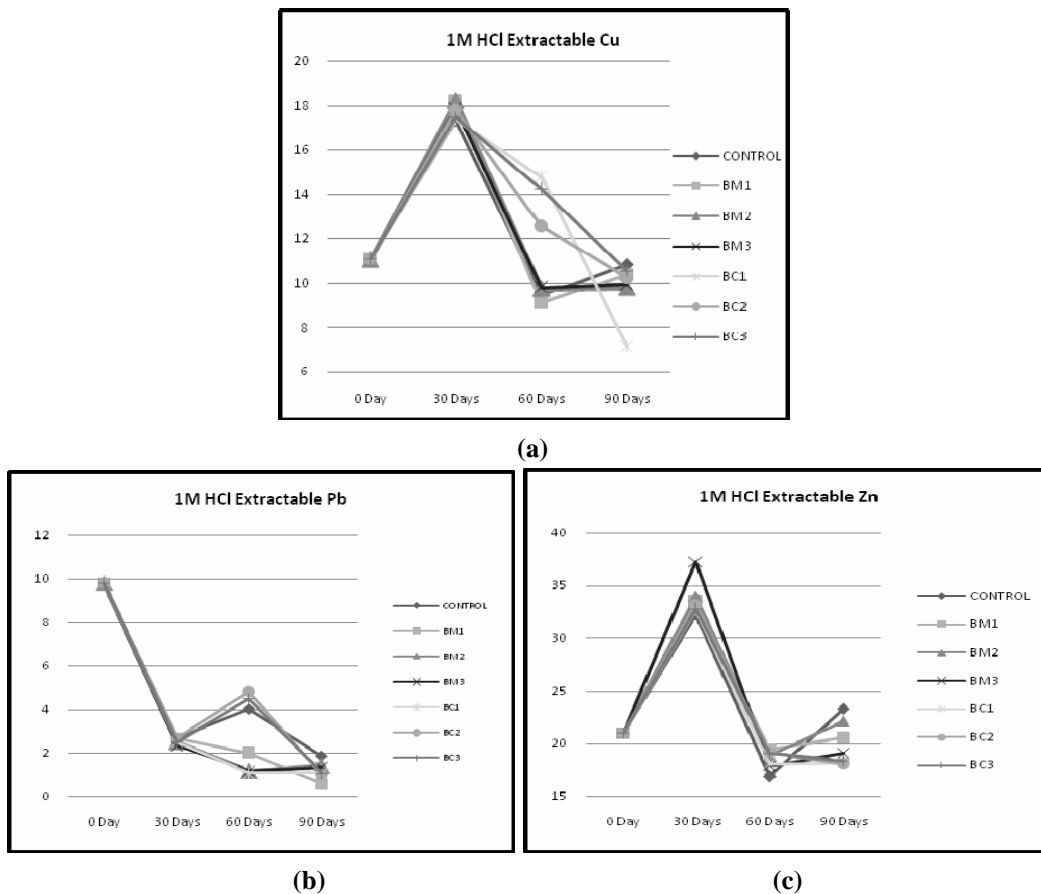 1M HCl Extractable Cu
20
18
16
14
12
10
8
6
0 Day 30 Days 60 Days 90 Days
CONTROL
BM1
BM2
BM3
BC1
BC2
BC3
(a)
1M HCl Extractable Pb
12
10
8
6
4
2
0
0 Day 30 Days 60 Days 90 Days
CONTROL
BM1
BM2
BM3
BC1
BC2
BC3
(b)
1M HCl Extractable Zn
40
35
30
25
20
15
0 Day 30 Days 60 Days 90 Days
CONTROL
BM1
BM2
BM3
BC1
BC2
BC3
(c)